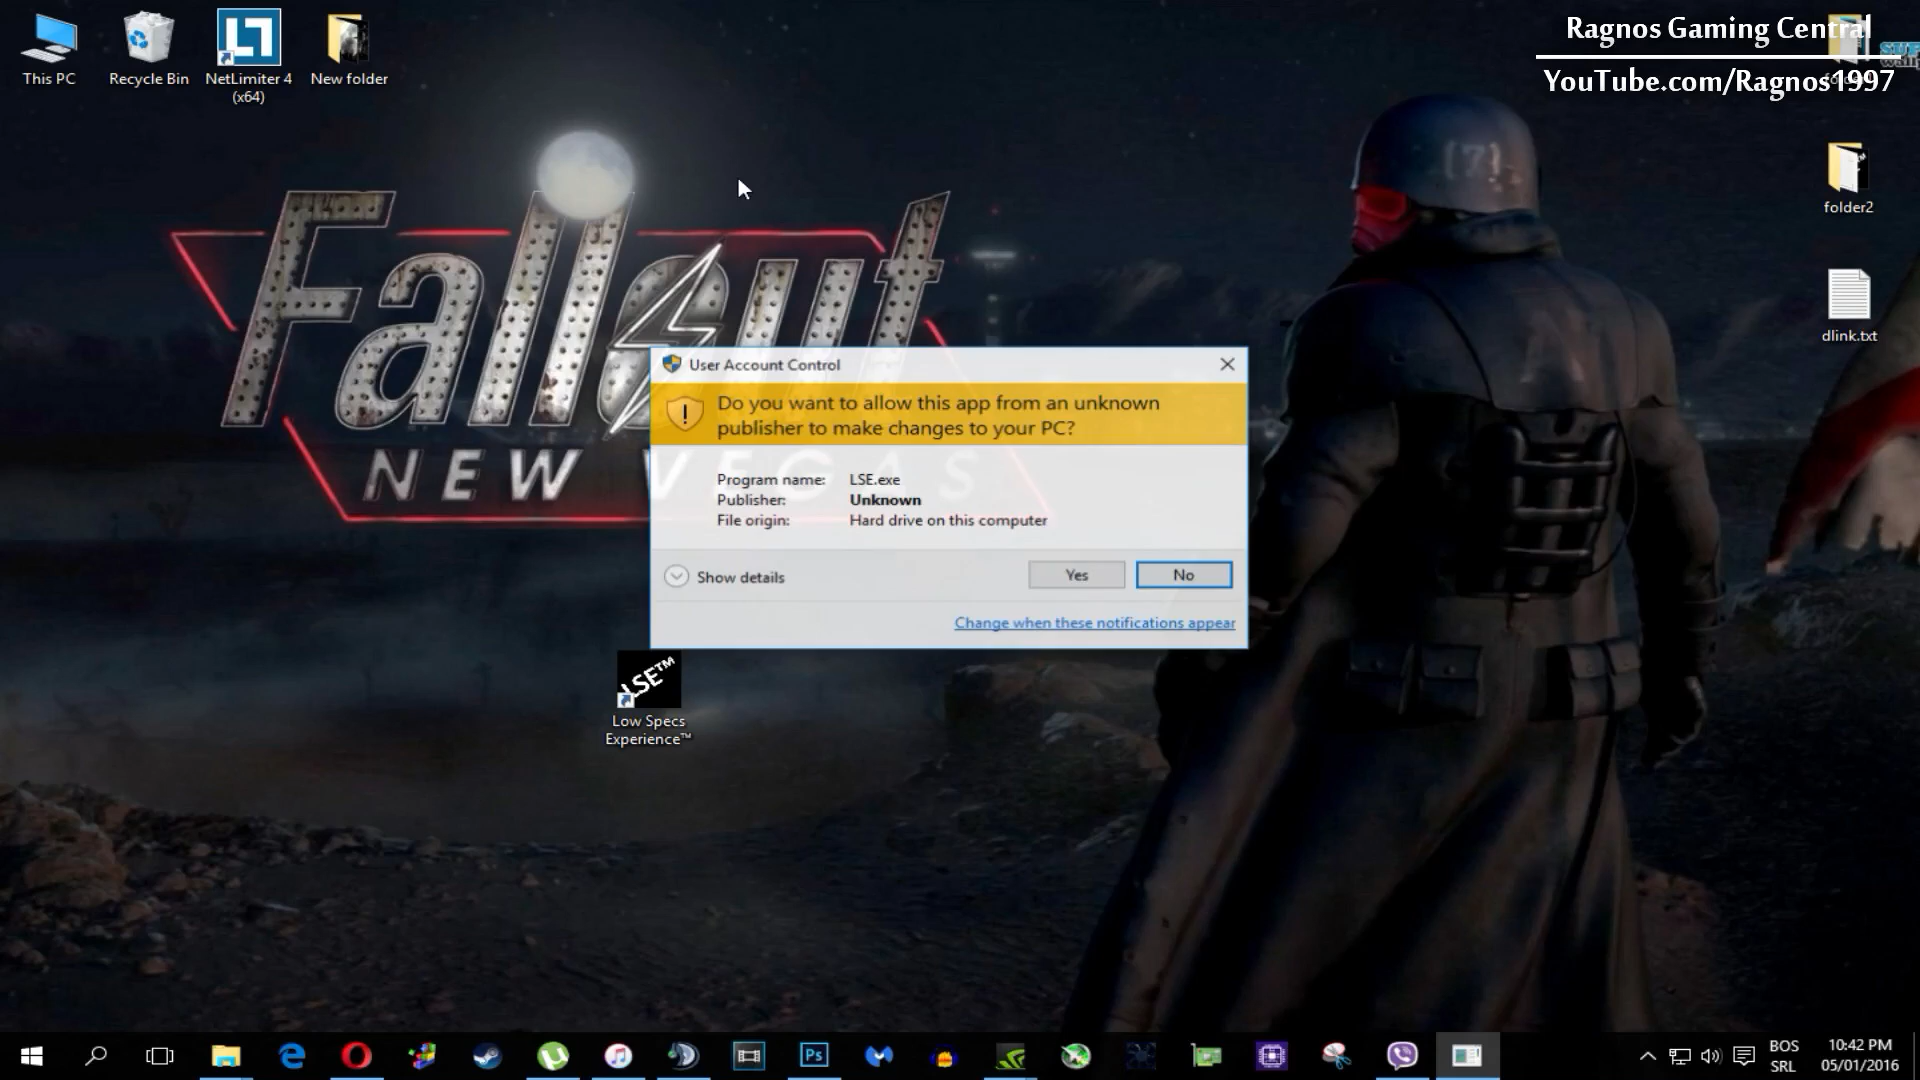 This PC
Recycle Bin
NetLimiter 4
(x64)
New folder
Ragnos Gaming Central
YouTube.com/Ragnos1997
folder2
dlink.txt
Fallout
NEW VEGAS
User Account Control
Do you want to allow this app from an unknown
publisher to make changes to your PC?
Program name: LSE.exe
Publisher: Unknown
File origin: Hard drive on this computer
Show details
Yes
No
Change when these notifications appear
LSE™
Low Specs
Experience™
Ps
BOS
SRL
10:42 PM
05/01/2016